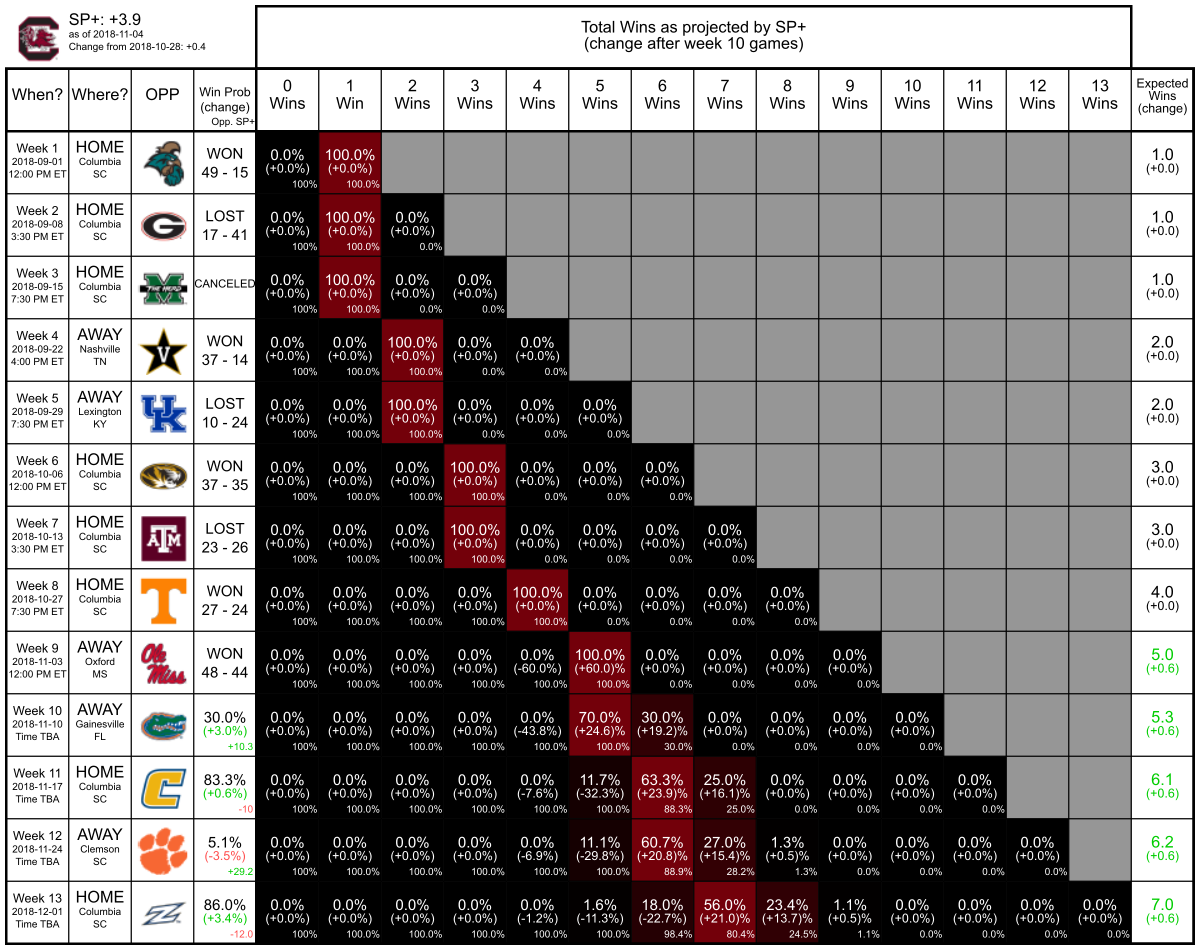 SP+: +3.9
as of 2018-11-04
Change from 2018-10-28: +0.4
Total Wins as projected by SP+
(change after week 10 games)
When? Where? OPP Win Prob (change) Opp. SP+ 0 Wins 1 Win 2 Wins 3 Wins 4 Wins 5 Wins 6 Wins 7 Wins 8 Wins 9 Wins 10 Wins 11 Wins 12 Wins 13 Wins Expected Wins (change)
Week 1 HOME WON 0.0% 100.0% 1.0
2018-09-01 Columbia (+0.0%) (+0.0%) (+0.0)
12:00 PM ET SC 49 - 15 100% 100.0%
Week 2 HOME G LOST 0.0% 100.0% 0.0% 1.0
2018-09-08 Columbia (+0.0%) (+0.0%) (+0.0%) (+0.0)
3:30 PM ET SC 17 - 41 100% 100.0% 0.0%
Week 3 HOME M THE HERD CANCELED 0.0% 100.0% 0.0% 0.0% 1.0
2018-09-15 Columbia (+0.0%) (+0.0%) (+0.0%) (+0.0%) (+0.0)
7:30 PM ET SC 100% 100.0% 0.0% 0.0%
Week 4 AWAY V WON 0.0% 0.0% 100.0% 0.0% 0.0% 2.0
2018-09-22 Nashville (+0.0%) (+0.0%) (+0.0%) (+0.0%) (+0.0%) (+0.0)
4:00 PM ET TN 37 - 14 100% 100.0% 100.0% 0.0% 0.0%
Week 5 AWAY UK LOST 0.0% 0.0% 100.0% 0.0% 0.0% 0.0% 2.0
2018-09-29 Lexington (+0.0%) (+0.0%) (+0.0%) (+0.0%) (+0.0%) (+0.0%) (+0.0)
7:30 PM ET KY 10 - 24 100% 100.0% 100.0% 0.0% 0.0% 0.0%
Week 6 HOME WON 0.0% 0.0% 0.0% 100.0% 0.0% 0.0% 0.0% 3.0
2018-10-06 Columbia (+0.0%) (+0.0%) (+0.0%) (+0.0%) (+0.0%) (+0.0%) (+0.0%) (+0.0)
12:00 PM ET SC 37 - 35 100% 100.0% 100.0% 100.0% 0.0% 0.0% 0.0%
Week 7 HOME ATM LOST 0.0% 0.0% 0.0% 100.0% 0.0% 0.0% 0.0% 0.0% 3.0
2018-10-13 Columbia (+0.0%) (+0.0%) (+0.0%) (+0.0%) (+0.0%) (+0.0%) (+0.0%) (+0.0%) (+0.0)
3:30 PM ET SC 23 - 26 100% 100.0% 100.0% 100.0% 0.0% 0.0% 0.0% 0.0%
Week 8 HOME T WON 0.0% 0.0% 0.0% 0.0% 100.0% 0.0% 0.0% 0.0% 0.0% 4.0
2018-10-27 Columbia (+0.0%) (+0.0%) (+0.0%) (+0.0%) (+0.0%) (+0.0%) (+0.0%) (+0.0%) (+0.0%) (+0.0)
7:30 PM ET SC 27 - 24 100% 100.0% 100.0% 100.0% 100.0% 0.0% 0.0% 0.0% 0.0%
Week 9 AWAY Ole Miss WON 0.0% 0.0% 0.0% 0.0% 0.0% 100.0% 0.0% 0.0% 0.0% 0.0% 5.0
2018-11-03 Oxford (+0.0%) (+0.0%) (+0.0%) (+0.0%) (-60.0%) (+60.0)% (+0.0%) (+0.0%) (+0.0%) (+0.0%) (+0.6)
12:00 PM ET MS 48 - 44 100% 100.0% 100.0% 100.0% 100.0% 100.0% 0.0% 0.0% 0.0% 0.0%
Week 10 AWAY 30.0% 0.0% 0.0% 0.0% 0.0% 0.0% 70.0% 30.0% 0.0% 0.0% 0.0% 0.0% 5.3
2018-11-10 Gainesville (+3.0%) (+0.0%) (+0.0%) (+0.0%) (+0.0%) (-43.8%) (+24.6)% (+19.2)% (+0.0%) (+0.0%) (+0.0%) (+0.0%) (+0.6)
Time TBA FL +10.3 100% 100.0% 100.0% 100.0% 100.0% 100.0% 30.0% 0.0% 0.0% 0.0% 0.0%
Week 11 HOME C 83.3% 0.0% 0.0% 0.0% 0.0% 0.0% 11.7% 63.3% 25.0% 0.0% 0.0% 0.0% 0.0% 6.1
2018-11-17 Columbia (+0.6%) (+0.0%) (+0.0%) (+0.0%) (+0.0%) (-7.6%) (-32.3%) (+23.9)% (+16.1)% (+0.0%) (+0.0%) (+0.0%) (+0.0%) (+0.6)
Time TBA SC -10 100% 100.0% 100.0% 100.0% 100.0% 100.0% 88.3% 25.0% 0.0% 0.0% 0.0% 0.0%
Week 12 AWAY 5.1% 0.0% 0.0% 0.0% 0.0% 0.0% 11.1% 60.7% 27.0% 1.3% 0.0% 0.0% 0.0% 0.0% 6.2
2018-11-24 Clemson (-3.5%) (+0.0%) (+0.0%) (+0.0%) (+0.0%) (-6.9%) (-29.8%) (+20.8)% (+15.4)% (+0.5)% (+0.0%) (+0.0%) (+0.0%) (+0.0%) (+0.6)
Time TBA SC +29.2 100% 100.0% 100.0% 100.0% 100.0% 100.0% 88.9% 28.2% 1.3% 0.0% 0.0% 0.0% 0.0%
Week 13 HOME Z 86.0% 0.0% 0.0% 0.0% 0.0% 0.0% 1.6% 18.0% 56.0% 23.4% 1.1% 0.0% 0.0% 0.0% 0.0% 7.0
2018-12-01 Columbia (+3.4%) (+0.0%) (+0.0%) (+0.0%) (+0.0%) (-1.2%) (-11.3%) (-22.7%) (+21.0)% (+13.7)% (+0.5)% (+0.0%) (+0.0%) (+0.0%) (+0.0%) (+0.6)
Time TBA SC -12.0 100% 100.0% 100.0% 100.0% 100.0% 100.0% 98.4% 80.4% 24.5% 1.1% 0.0% 0.0% 0.0% 0.0%